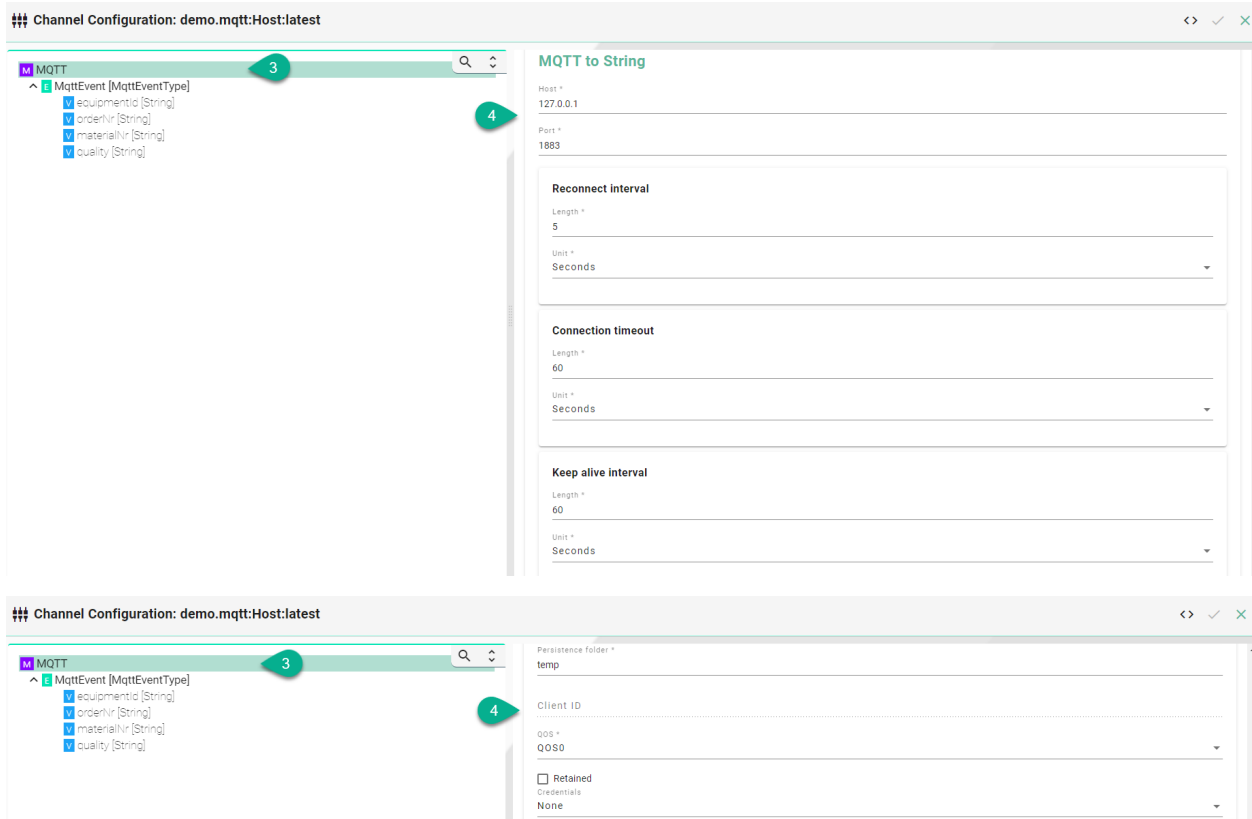 Channel Configuration: demo.mqtt:Host:latest
<>
M MQTT
3
E MqttEvent [MqttEventType]
V equipmentId [String]
V orderNr [String]
V materialNr [String]
V quality [String]
MQTT to String
Host *
127.0.0.1
4
Port *
1883
Reconnect interval
Length *
5
Unit *
Seconds
Connection timeout
Length *
60
Unit *
Seconds
Keep alive interval
Length *
60
Unit *
Seconds
Channel Configuration: demo.mqtt:Host:latest
<>
M MQTT
3
E MqttEvent [MqttEventType]
V equipmentId [String]
V orderNr [String]
V materialNr [String]
V quality [String]
Persistence folder *
temp
4
Client ID
QOS *
QOS0
Retained
Credentials
None